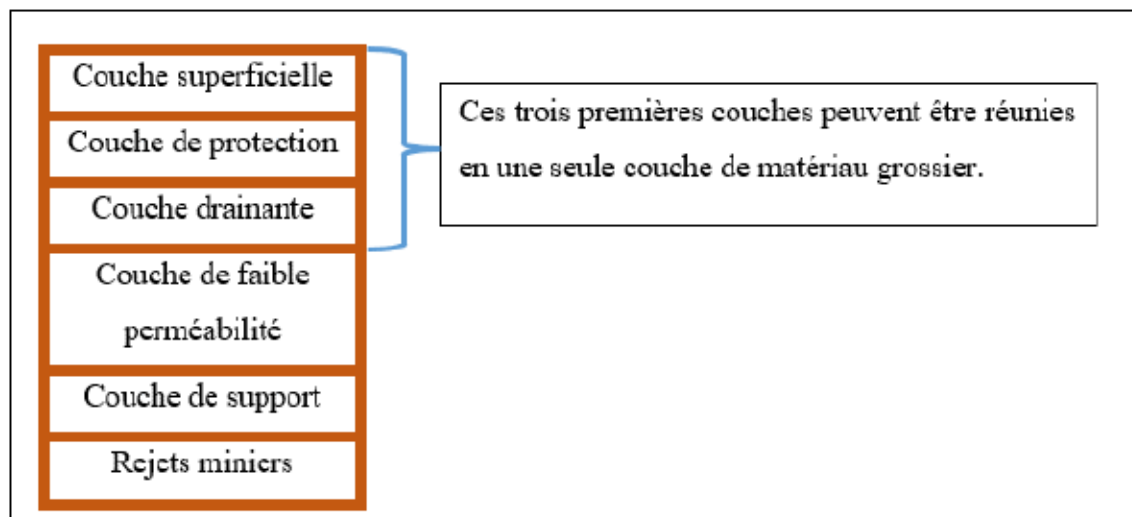 Couche superficielle
Couche de protection
Couche drainante
Couche de faible
perméabilité
Couche de support
Rejets miniers
Ces trois premières couches peuvent être réunies
en une seule couche de matériau grossier.